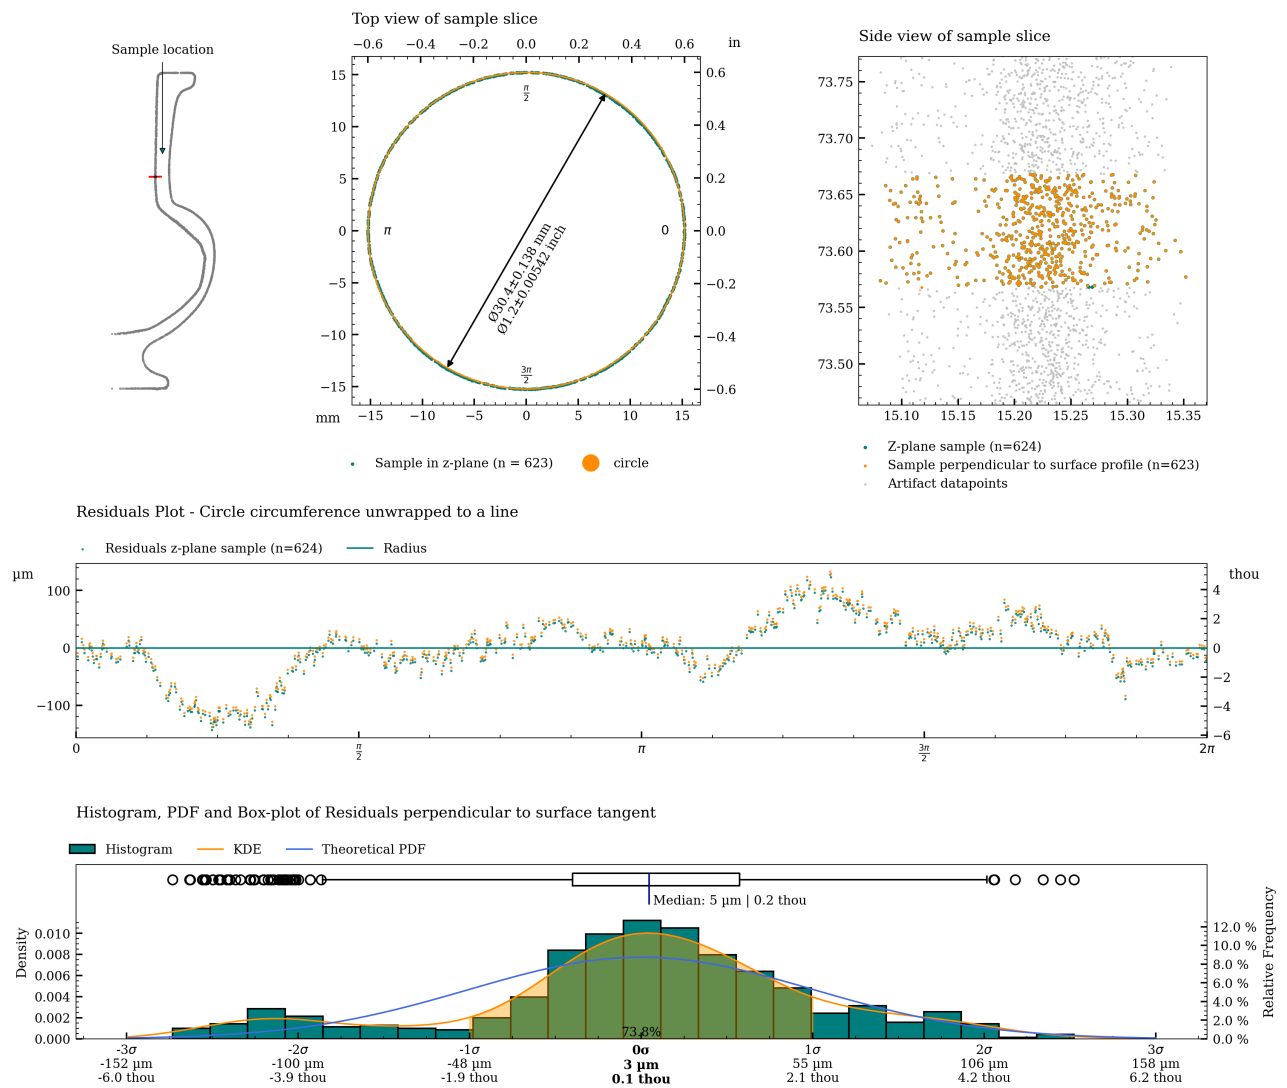 Sample location
Top view of sample slice
−0.6 −0.4 −0.2 0.0 0.2 0.4 0.6 in
15
10
5
0
−5
−10
−15
0.6
0.4
0.2
0.0
−0.2
−0.4
−0.6
π/2
π
0
3π/2
Ø30.4±0.138 mm
Ø1.2±0.00542 inch
mm −15 −10 −5 0 5 10 15
Sample in z-plane (n = 623)
circle
Side view of sample slice
73.75
73.70
73.65
73.60
73.55
73.50
15.10 15.15 15.20 15.25 15.30 15.35
Z-plane sample (n=624)
Sample perpendicular to surface profile (n=623)
Artifact datapoints
Residuals Plot - Circle circumference unwrapped to a line
Residuals z-plane sample (n=624)
Radius
µm
100
0
−100
thou
4
2
0
−2
−4
−6
0 π/2 π 3π/2 2π
Histogram, PDF and Box-plot of Residuals perpendicular to surface tangent
Histogram
KDE
Theoretical PDF
Median: 5 µm | 0.2 thou
Density
0.010
0.008
0.006
0.004
0.002
0.000
Relative Frequency
12.0 %
10.0 %
8.0 %
6.0 %
4.0 %
2.0 %
0.0 %
73.8%
-3σ -2σ -1σ 0σ 1σ 2σ 3σ
-152 µm -100 µm -48 µm 3 µm 55 µm 106 µm 158 µm
-6.0 thou -3.9 thou -1.9 thou 0.1 thou 2.1 thou 4.2 thou 6.2 thou